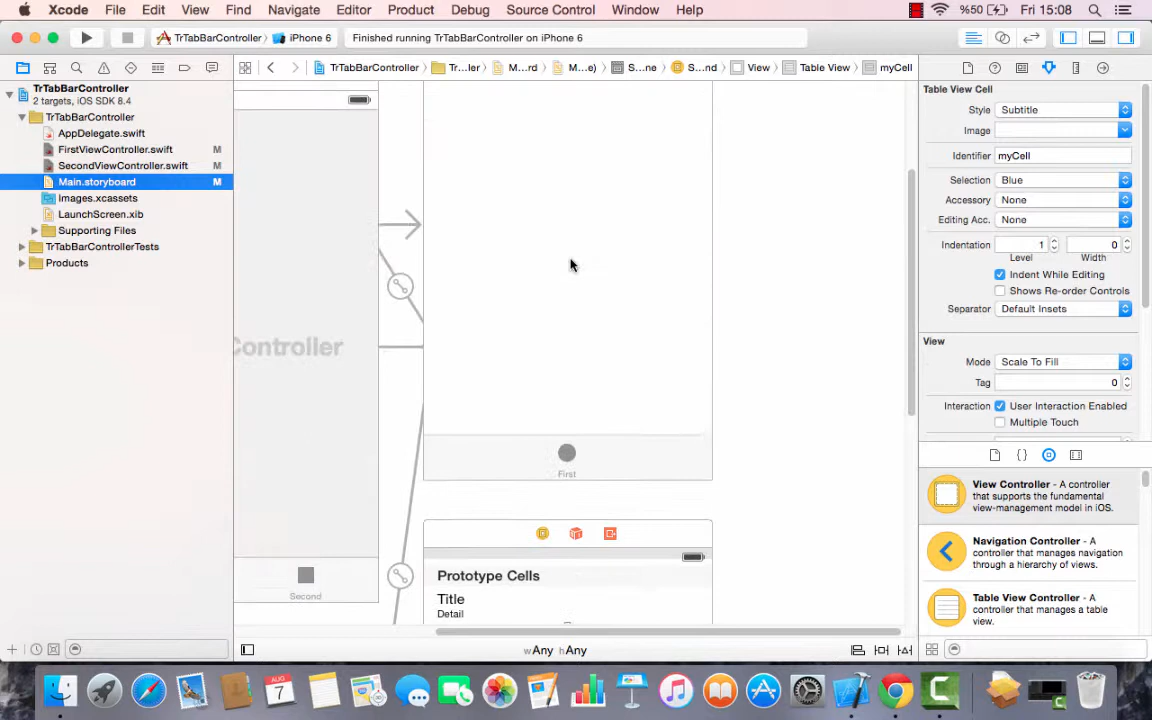 Xcode File Edit View Find Navigate Editor Product Debug Source Control Window Help %50 Fri 15:08
TrTabBarController iPhone 6 Finished running TrTabBarController on iPhone 6
TrTabBarController Tr...ler M...rd M...e) S...ne S...nd View Table View myCell
TrTabBarController
2 targets, iOS SDK 8.4
TrTabBarController
AppDelegate.swift
FirstViewController.swift M
SecondViewController.swift M
Main.storyboard M
Images.xcassets
LaunchScreen.xib
Supporting Files
TrTabBarControllerTests
Products
Controller
Second
First
Prototype Cells
Title
Detail
wAny hAny
Table View Cell
Style Subtitle
Image
Identifier myCell
Selection Blue
Accessory None
Editing Acc. None
Indentation 1 0
Level Width
Indent While Editing
Shows Re-order Controls
Separator Default Insets
View
Mode Scale To Fill
Tag 0
Interaction User Interaction Enabled
Multiple Touch
View Controller - A controller
that supports the fundamental
view-management model in iOS.
Navigation Controller - A
controller that manages navigation
through a hierarchy of views.
Table View Controller - A
controller that manages a table
view.
AUG
7